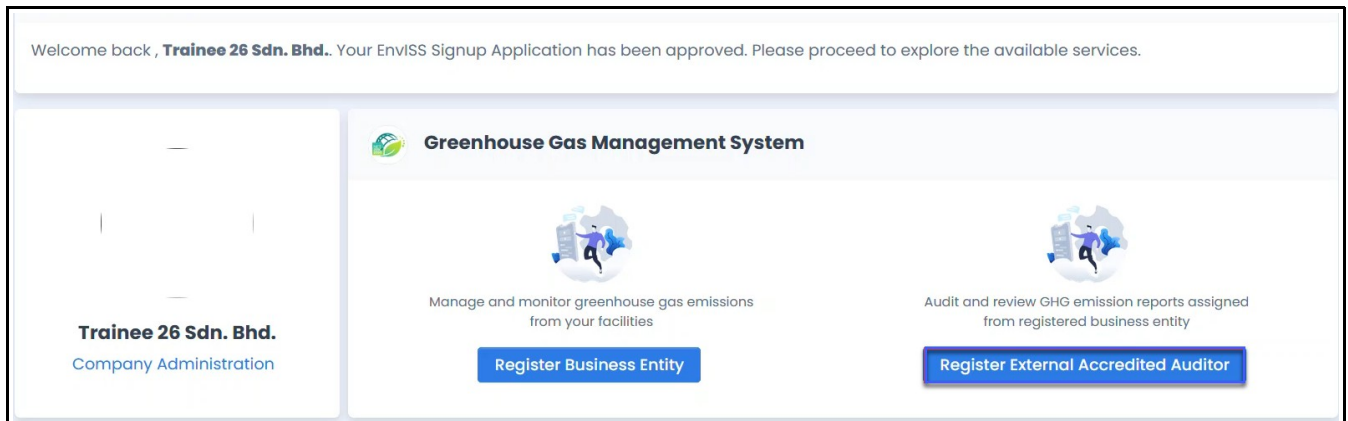 Welcome back , Trainee 26 Sdn. Bhd.. Your EnvISS Signup Application has been approved. Please proceed to explore the available services.
Greenhouse Gas Management System
Trainee 26 Sdn. Bhd.
Company Administration
Manage and monitor greenhouse gas emissions
from your facilities
Register Business Entity
Audit and review GHG emission reports assigned
from registered business entity
Register External Accredited Auditor